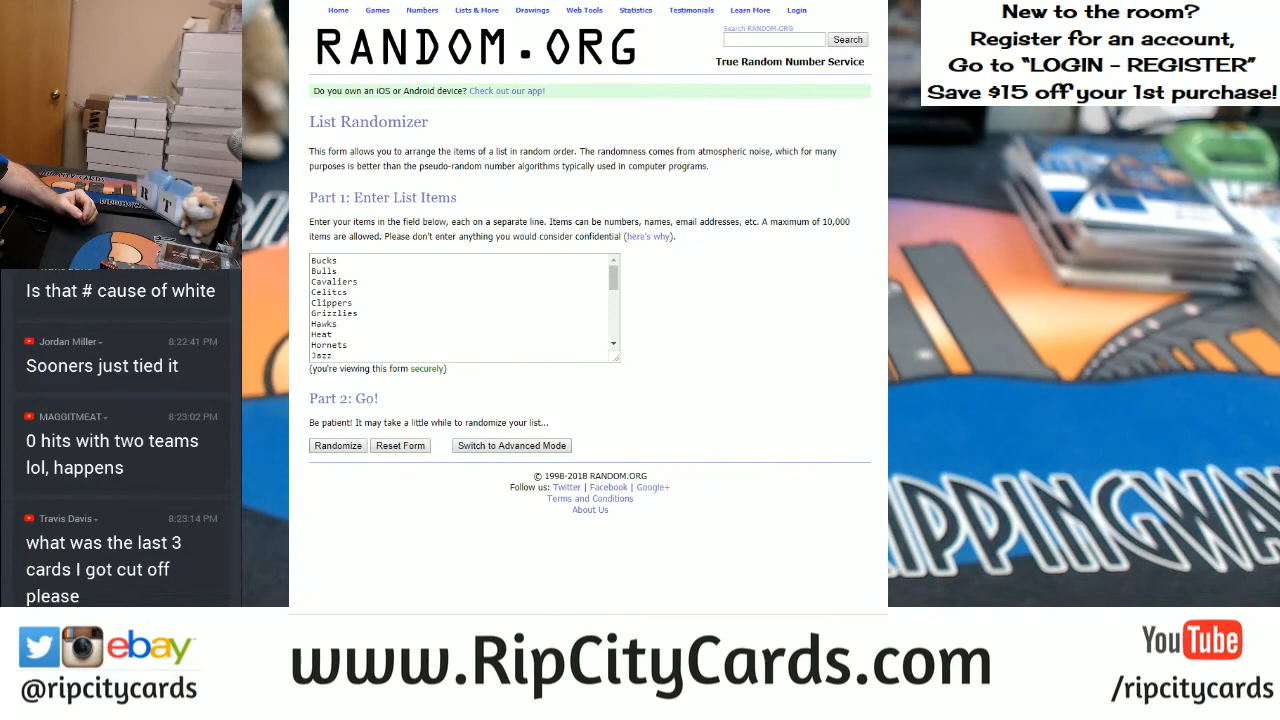 Home Games Numbers Lists & More Drawings Web Tools Statistics Testimonials Learn More Login
Search RANDOM.ORG
Search
RANDOM.ORG
True Random Number Service
Do you own an iOS or Android device? Check out our app!
List Randomizer
This form allows you to arrange the items of a list in random order. The randomness comes from atmospheric noise, which for many
purposes is better than the pseudo-random number algorithms typically used in computer programs.
Part 1: Enter List Items
Enter your items in the field below, each on a separate line. Items can be numbers, names, email addresses, etc. A maximum of 10,000
items are allowed. Please don't enter anything you would consider confidential (here's why).
Bucks
Bulls
Cavaliers
Celitcs
Clippers
Grizzlies
Hawks
Heat
Hornets
Jazz
(you're viewing this form securely)
Part 2: Go!
Be patient! It may take a little while to randomize your list...
Randomize Reset Form Switch to Advanced Mode
© 1998-2018 RANDOM.ORG
Follow us: Twitter | Facebook | Google+
Terms and Conditions
About Us
New to the room?
Register for an account,
Go to “LOGIN - REGISTER”
Save $15 off your 1st purchase!
R T
Is that # cause of white
Jordan Miller 8:22:41 PM
Sooners just tied it
MAGGITMEAT 8:23:02 PM
0 hits with two teams
lol, happens
Travis Davis 8:23:14 PM
what was the last 3
cards I got cut off
please
IPPINGWA
ebay
@ripcitycards
www.RipCityCards.com
YouTube
/ripcitycards